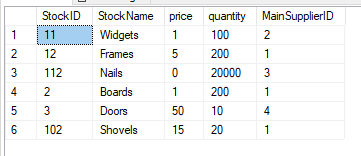 StockID StockName price quantity MainSupplierID
1 11 Widgets 1 100 2
2 12 Frames 5 200 1
3 112 Nails 0 20000 3
4 2 Boards 1 200 1
5 3 Doors 50 10 4
6 102 Shovels 15 20 1